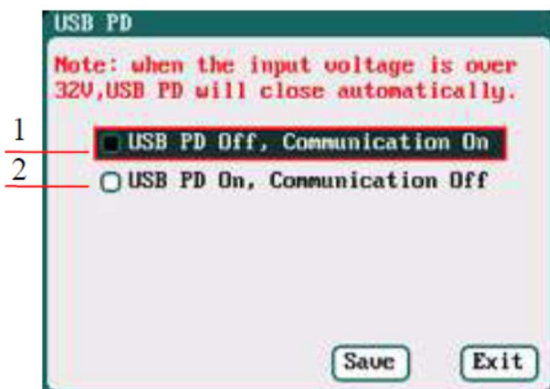 USB PD
Note: when the input voltage is over
32V,USB PD will close automatically.
1
USB PD Off, Communication On
2
USB PD On, Communication Off
Save
Exit